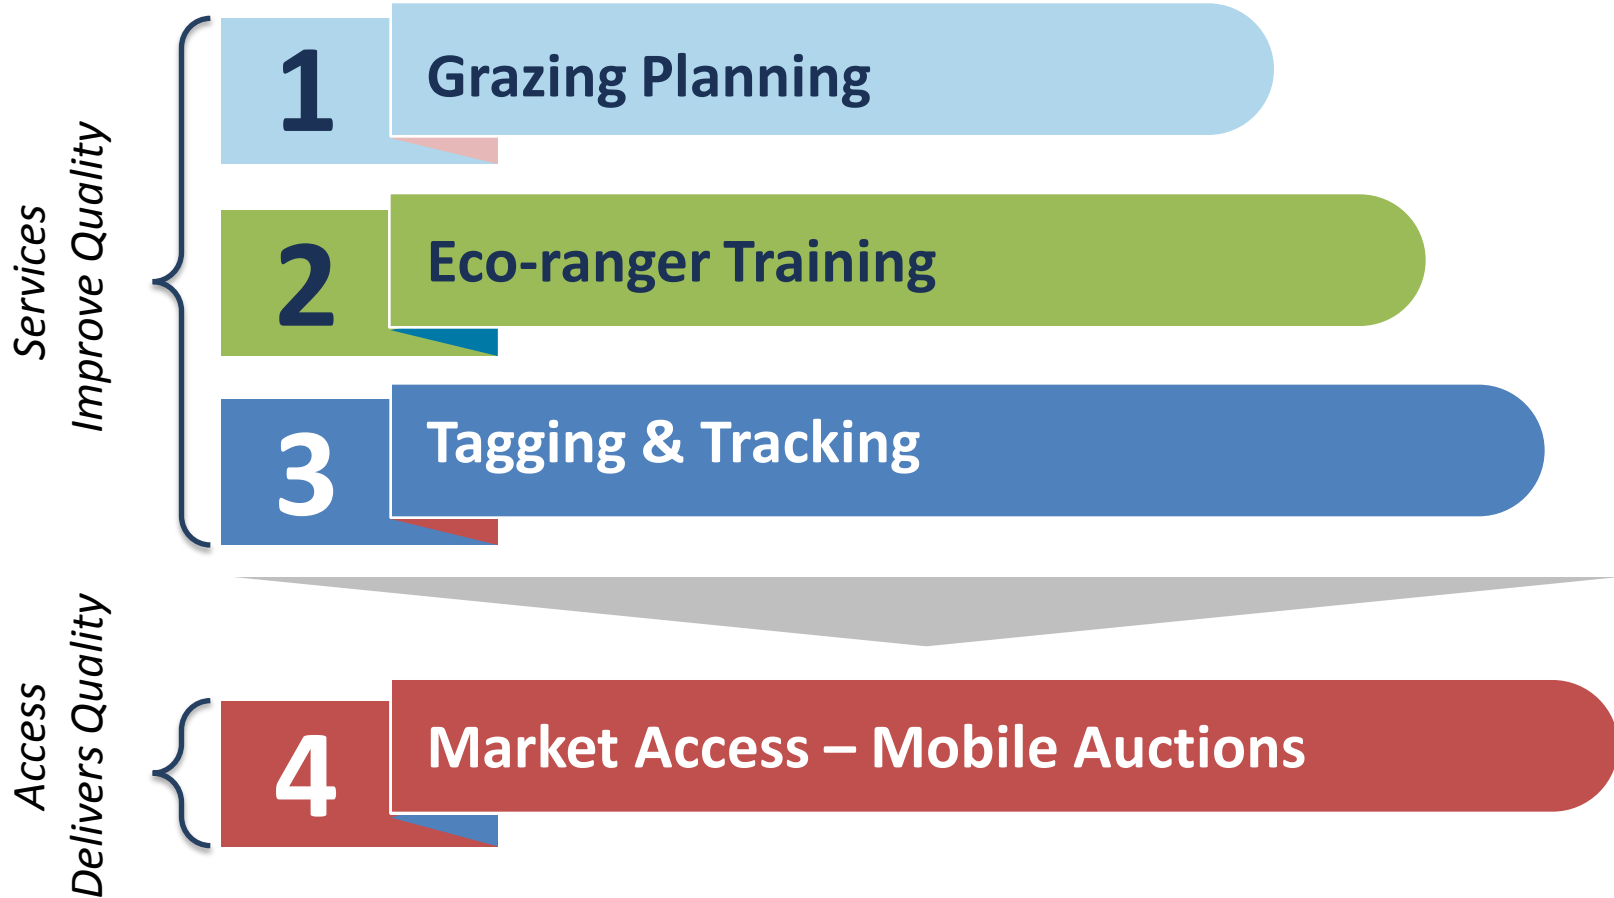 Services
Improve Quality
1
Grazing Planning
2
Eco-ranger Training
3
Tagging & Tracking
Access
Delivers Quality
4
Market Access – Mobile Auctions